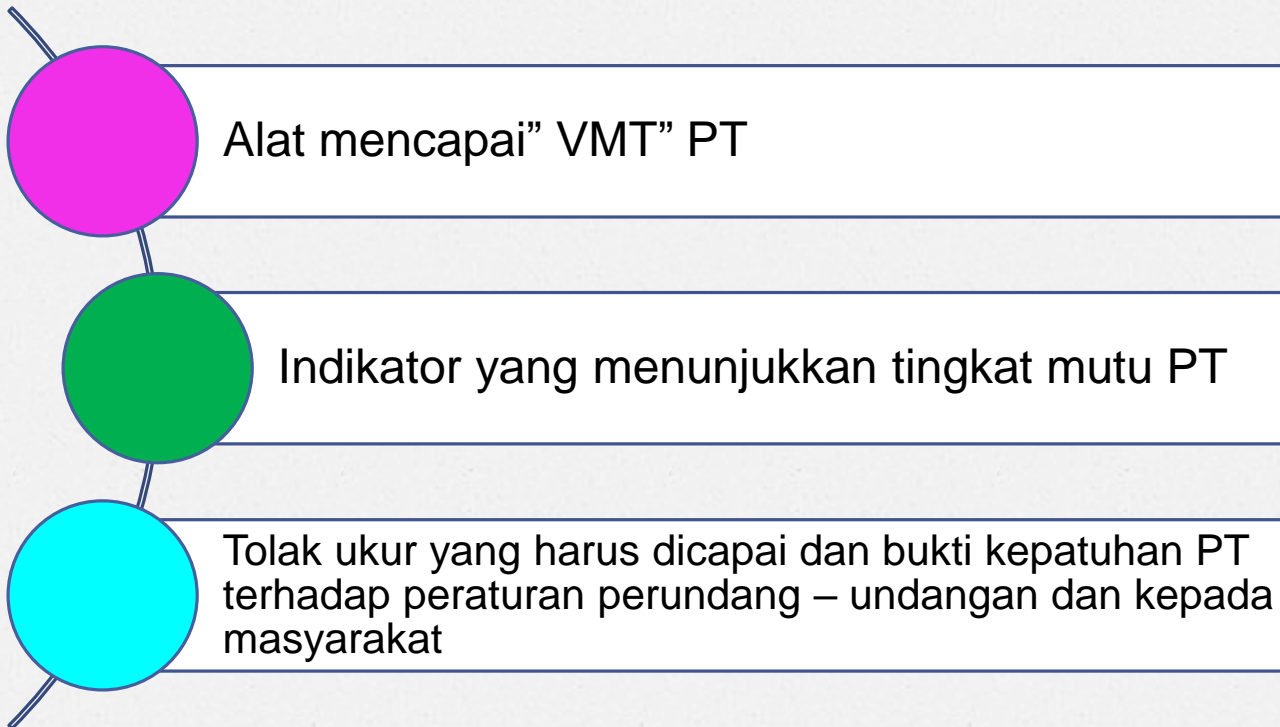 Alat mencapai” VMT” PT
Indikator yang menunjukkan tingkat mutu PT
Tolak ukur yang harus dicapai dan bukti kepatuhan PT
terhadap peraturan perundang – undangan dan kepada
masyarakat